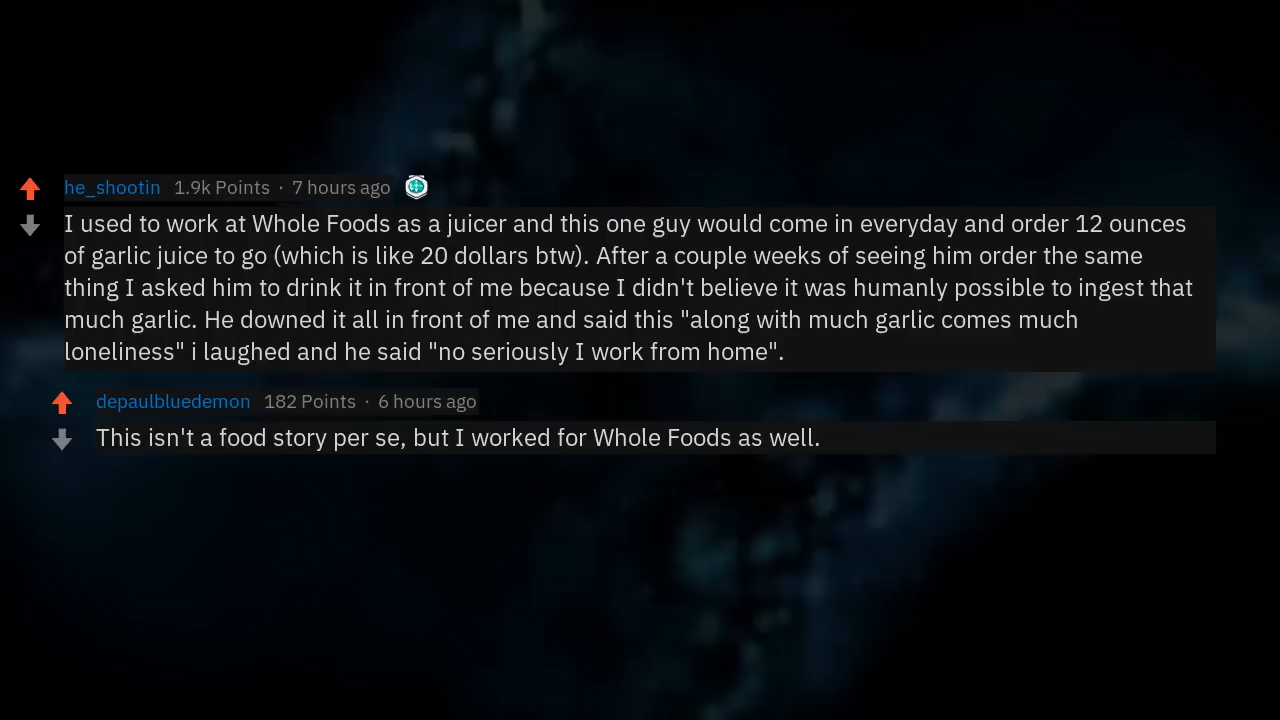 he_shootin 1.9k Points · 7 hours ago
I used to work at Whole Foods as a juicer and this one guy would come in everyday and order 12 ounces
of garlic juice to go (which is like 20 dollars btw). After a couple weeks of seeing him order the same
thing I asked him to drink it in front of me because I didn't believe it was humanly possible to ingest that
much garlic. He downed it all in front of me and said this "along with much garlic comes much
loneliness" i laughed and he said "no seriously I work from home".
depaulbluedemon 182 Points · 6 hours ago
This isn't a food story per se, but I worked for Whole Foods as well.